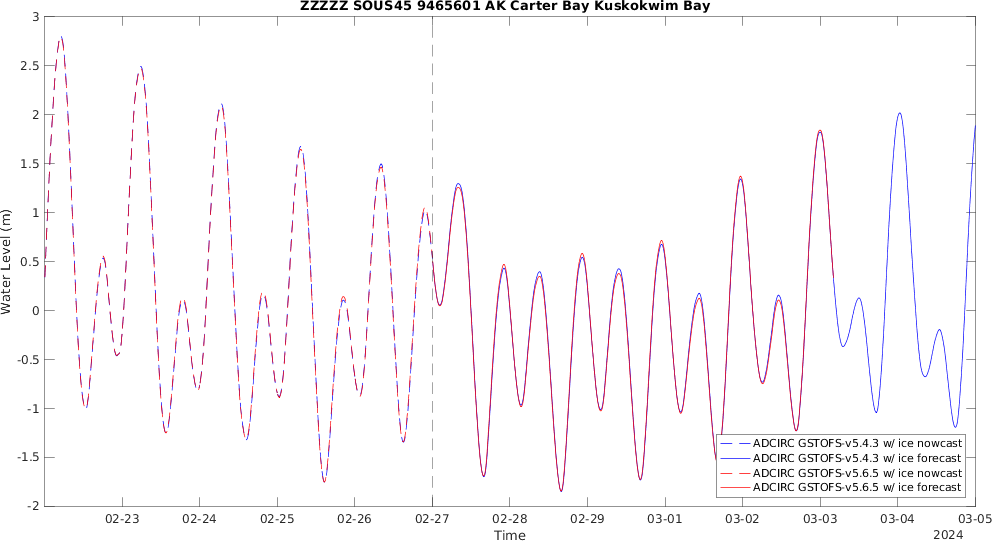 ZZZZZ SOUS45 9465601 AK Carter Bay Kuskokwim Bay
3
2.5
2
1.5
1
0.5
0
-0.5
-1
-1.5
-2
Water Level (m)
ADCIRC GSTOFS-v5.4.3 w/ ice nowcast
ADCIRC GSTOFS-v5.4.3 w/ ice forecast
ADCIRC GSTOFS-v5.6.5 w/ ice nowcast
ADCIRC GSTOFS-v5.6.5 w/ ice forecast
02-23 02-24 02-25 02-26 02-27 02-28 02-29 03-01 03-02 03-03 03-04 03-05
Time
2024